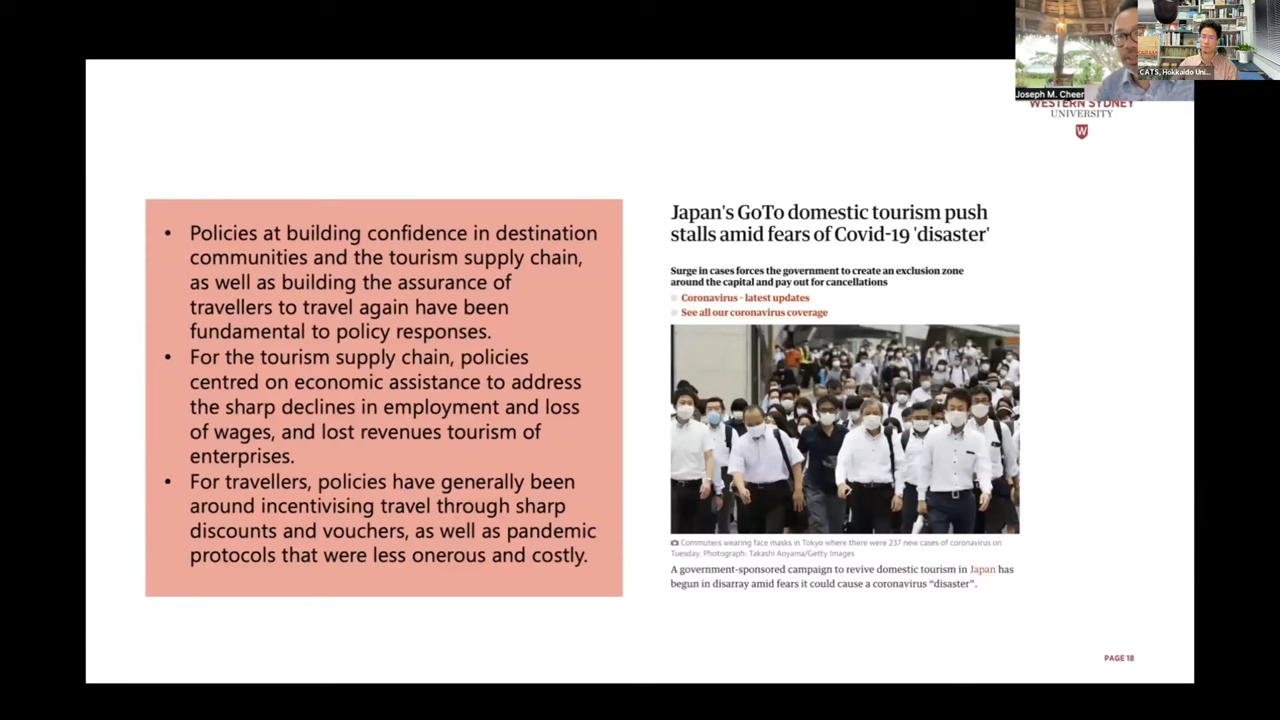 Joseph M. Cheer
CATS, Hokkaido Uni...
WESTERN SYDNEY
UNIVERSITY
W
• Policies at building confidence in destination
communities and the tourism supply chain,
as well as building the assurance of
travellers to travel again have been
fundamental to policy responses.
• For the tourism supply chain, policies
centred on economic assistance to address
the sharp declines in employment and loss
of wages, and lost revenues tourism of
enterprises.
• For travellers, policies have generally been
around incentivising travel through sharp
discounts and vouchers, as well as pandemic
protocols that were less onerous and costly.
Japan's GoTo domestic tourism push
stalls amid fears of Covid-19 'disaster'
Surge in cases forces the government to create an exclusion zone
around the capital and pay out for cancellations
Coronavirus - latest updates
See all our coronavirus coverage
Commuters wearing face masks in Tokyo where there were 237 new cases of coronavirus on
Tuesday. Photograph: Takashi Aoyama/Getty Images
A government-sponsored campaign to revive domestic tourism in Japan has
begun in disarray amid fears it could cause a coronavirus “disaster”.
PAGE 18